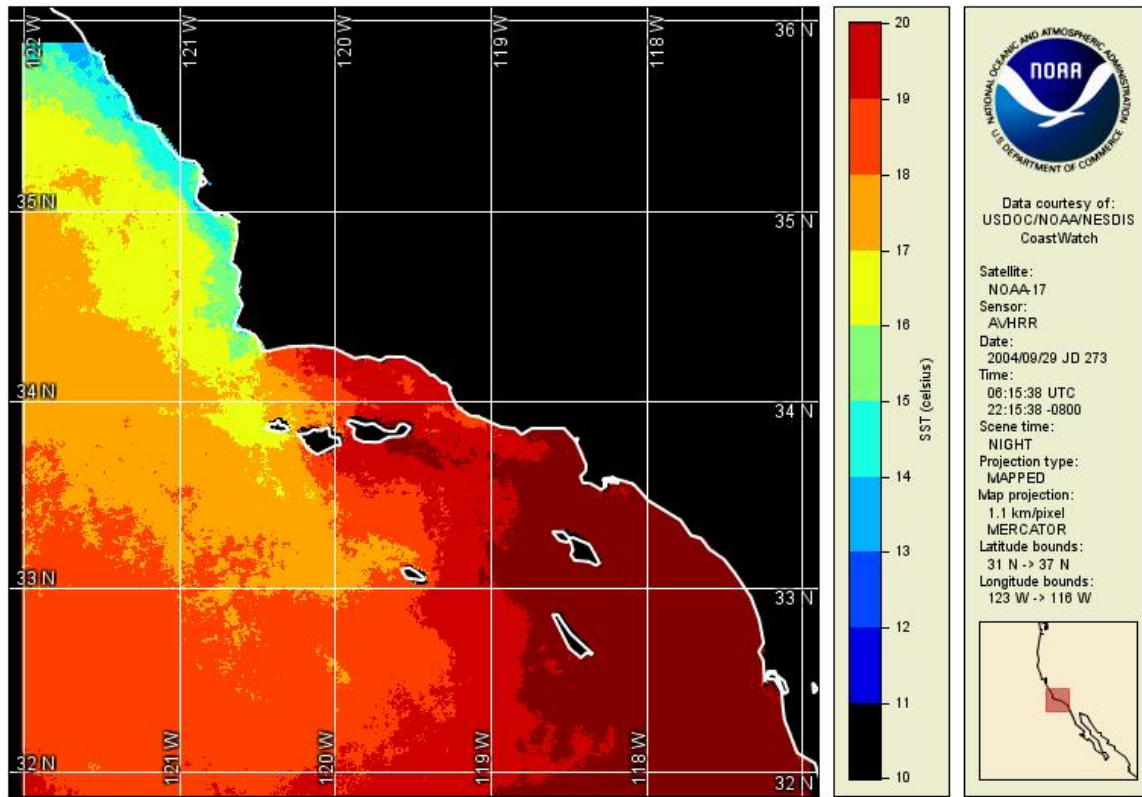 122 W
121 W
120 W
119 W
118 W
36 N
35 N
35 N
34 N
34 N
33 N
33 N
32 N
32 N
121 W
120 W
119 W
118 W
20
19
18
17
16
15
14
13
12
11
10
SST (celsius)
NATIONAL OCEANIC AND ATMOSPHERIC ADMINISTRATION
NOAA
U.S. DEPARTMENT OF COMMERCE
Data courtesy of:
USDOC/NOAA/NESDIS
CoastWatch
Satellite:
NOAA-17
Sensor:
AVHRR
Date:
2004/09/29 JD 273
Time:
06:15:38 UTC
22:15:38 -0800
Scene time:
NIGHT
Projection type:
MAPPED
Map projection:
1.1 km/pixel
MERCATOR
Latitude bounds:
31 N -> 37 N
Longitude bounds:
123 W -> 116 W